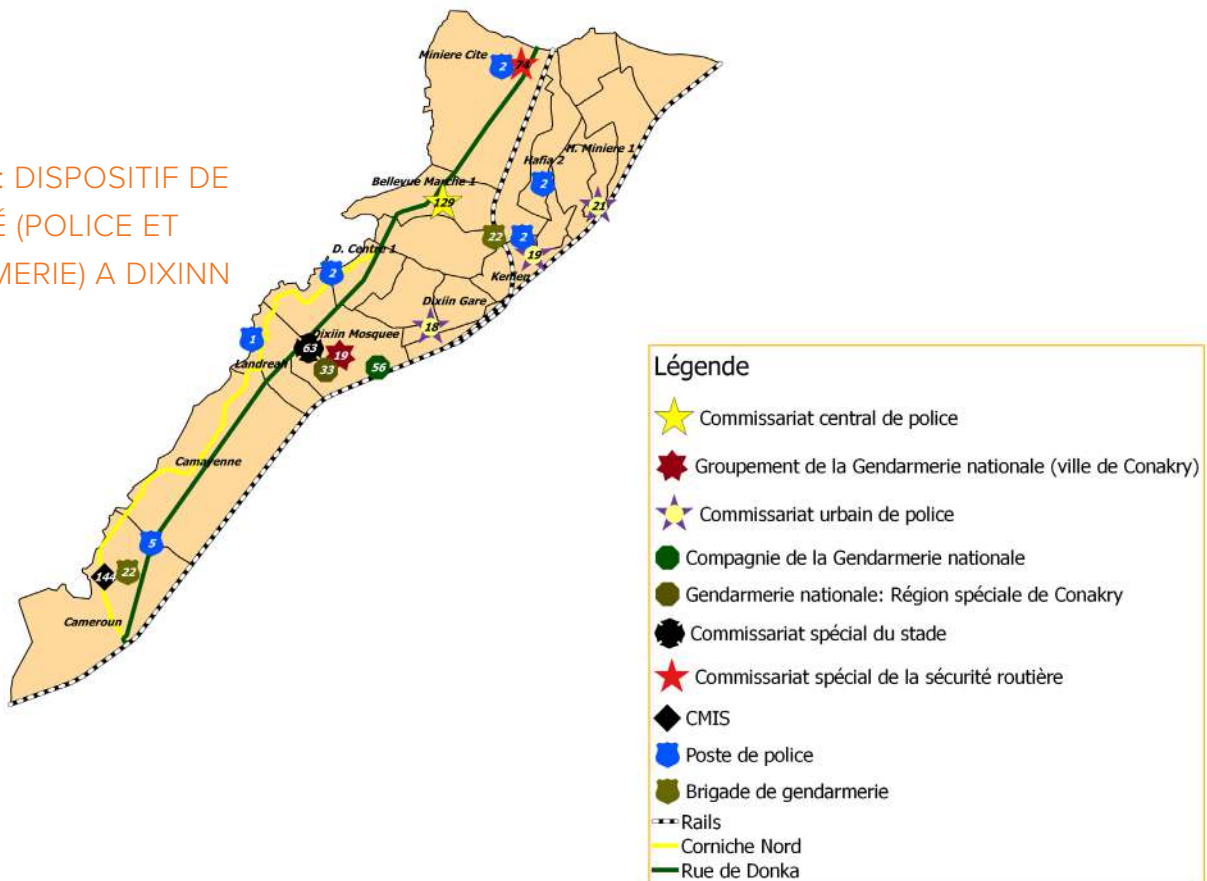 : DISPOSITIF DE
É (POLICE ET
MERIE) A DIXINN
Miniere Cite
2
74
H. Miniere 1
Hafia 2
2
Bellevue Marche 1
129
21
22
2
19
D. Centre 1
2
Kenien
Dixiin Gare
18
1
Dixiin Mosquee
63
19
33
56
Landreah
Camayenne
5
144
22
Cameroun
Légende
Commissariat central de police
Groupement de la Gendarmerie nationale (ville de Conakry)
Commissariat urbain de police
Compagnie de la Gendarmerie nationale
Gendarmerie nationale: Région spéciale de Conakry
Commissariat spécial du stade
Commissariat spécial de la sécurité routière
CMIS
Poste de police
Brigade de gendarmerie
Rails
Corniche Nord
Rue de Donka